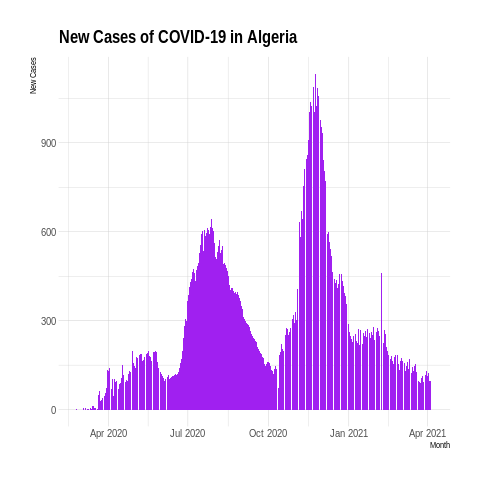 New Cases of COVID-19 in Algeria
New Cases
900
600
300
0
Apr 2020 Jul 2020 Oct 2020 Jan 2021 Apr 2021
Month